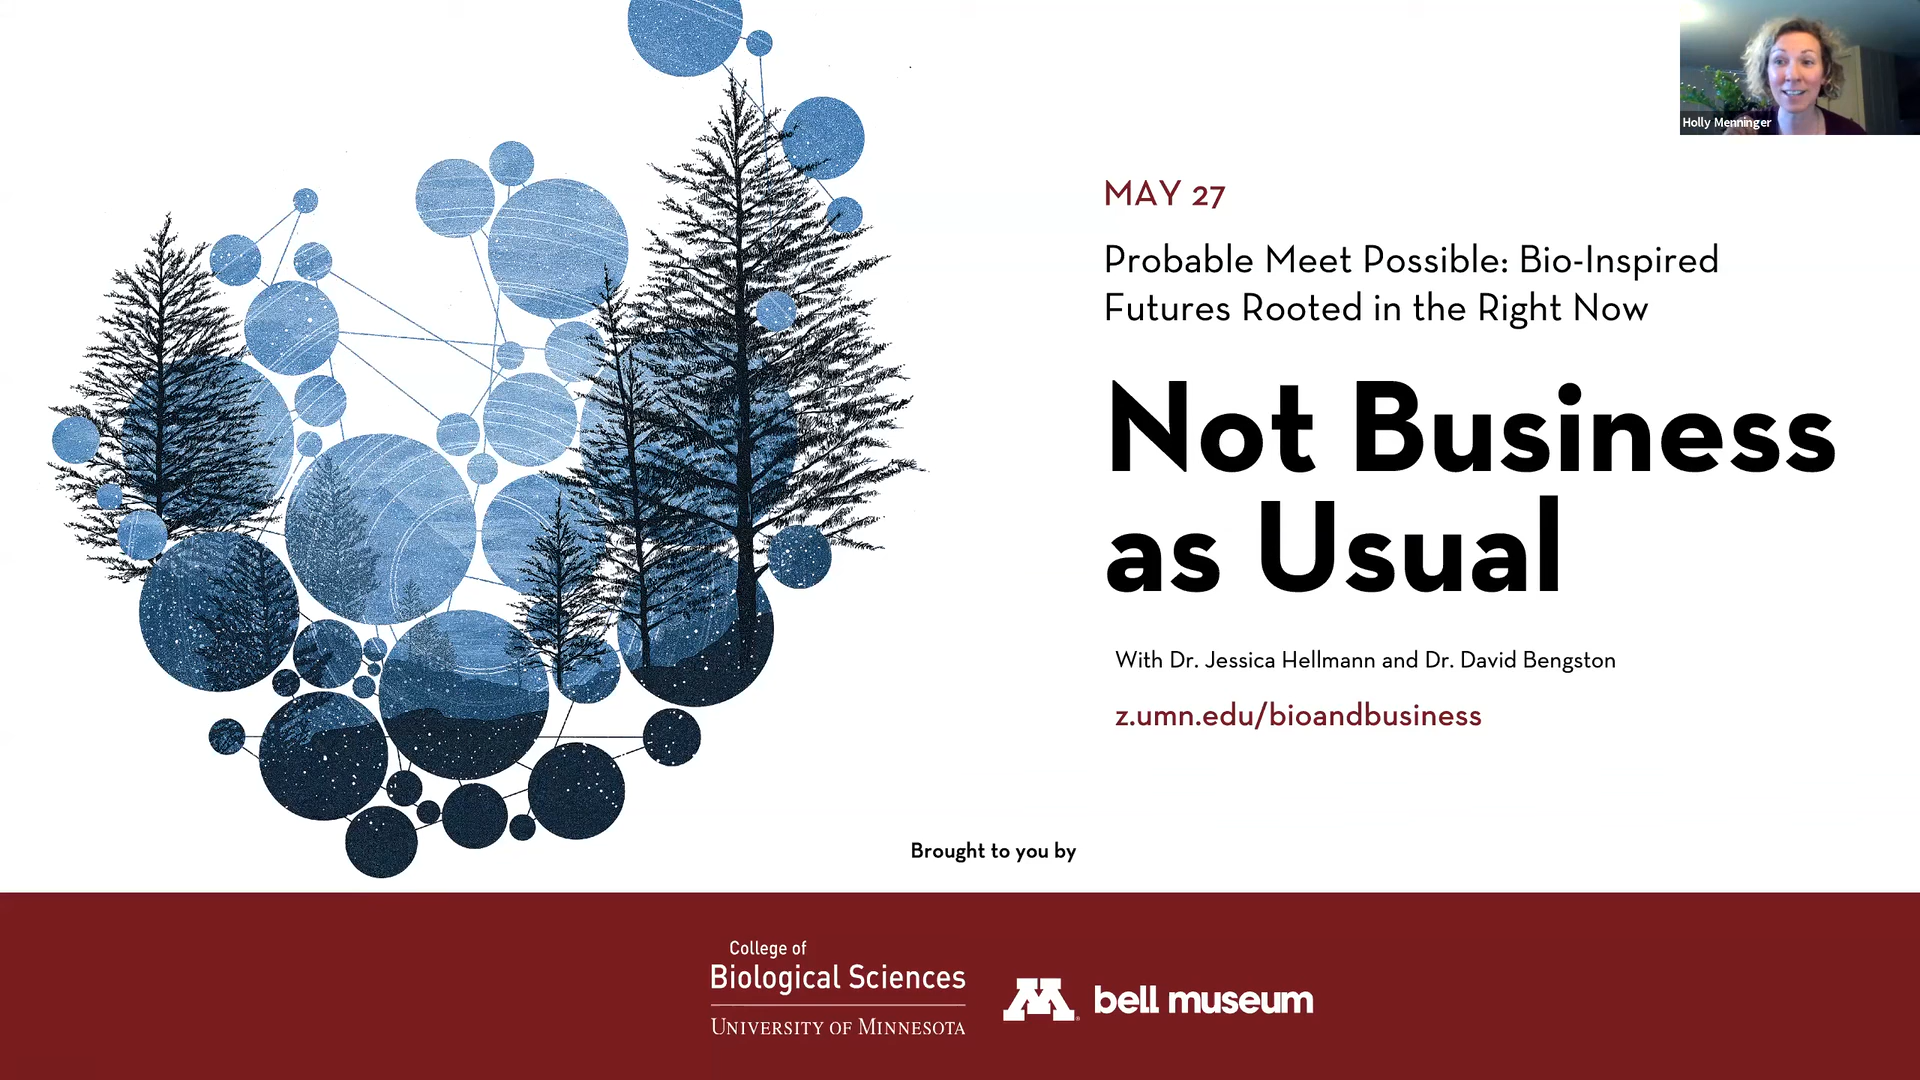 Holly Menninger
MAY 27
Probable Meet Possible: Bio-Inspired
Futures Rooted in the Right Now
Not Business
as Usual
With Dr. Jessica Hellmann and Dr. David Bengston
z.umn.edu/bioandbusiness
Brought to you by
College of
Biological Sciences
UNIVERSITY OF MINNESOTA
M
bell museum